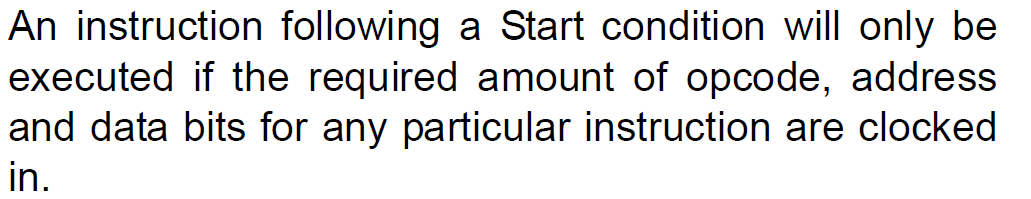 An instruction following a Start condition will only be
executed if the required amount of opcode, address
and data bits for any particular instruction are clocked
in.